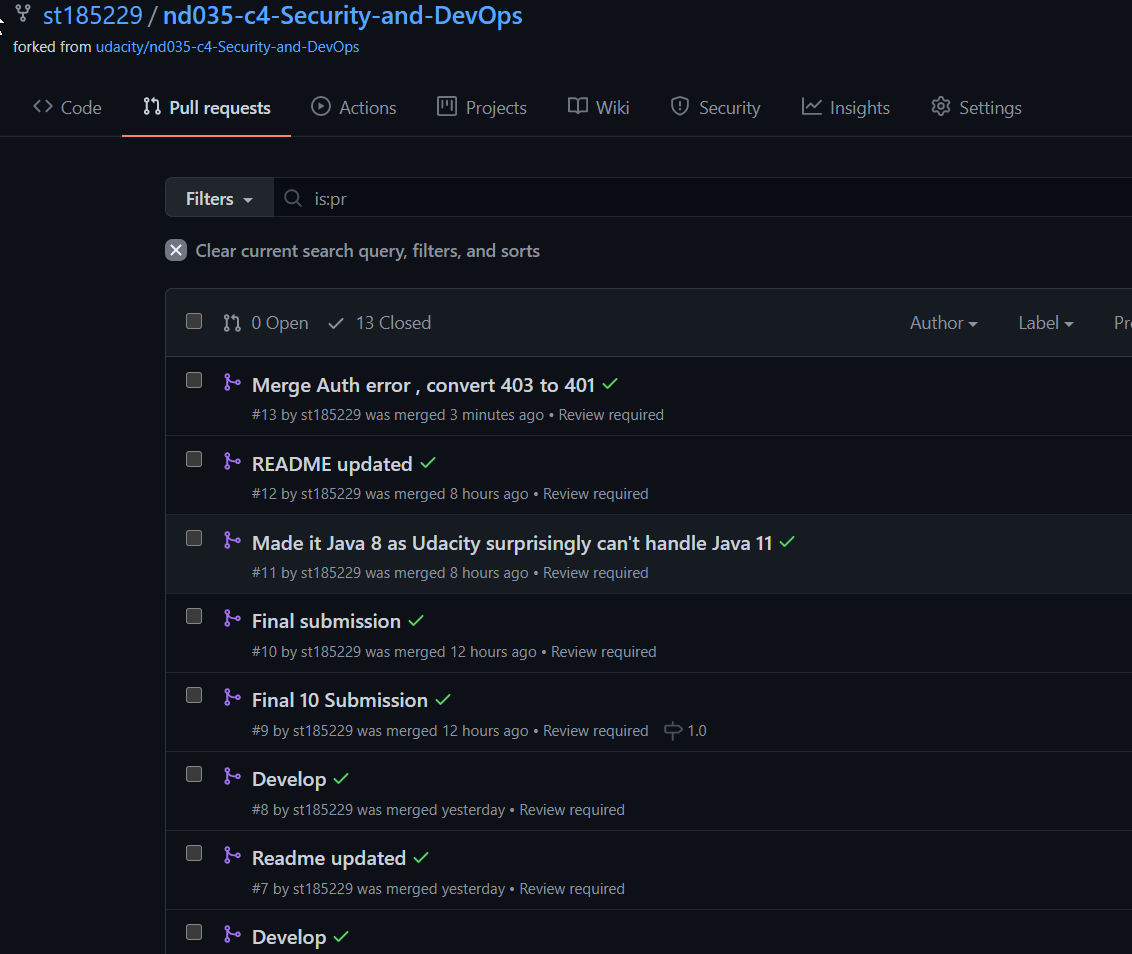 st185229 / nd035-c4-Security-and-DevOps
forked from udacity/nd035-c4-Security-and-DevOps
Code Pull requests Actions Projects Wiki Security Insights Settings
Filters is:pr
Clear current search query, filters, and sorts
0 Open 13 Closed Author Label Pr
Merge Auth error , convert 403 to 401
#13 by st185229 was merged 3 minutes ago • Review required
README updated
#12 by st185229 was merged 8 hours ago • Review required
Made it Java 8 as Udacity surprisingly can't handle Java 11
#11 by st185229 was merged 8 hours ago • Review required
Final submission
#10 by st185229 was merged 12 hours ago • Review required
Final 10 Submission
#9 by st185229 was merged 12 hours ago • Review required 1.0
Develop
#8 by st185229 was merged yesterday • Review required
Readme updated
#7 by st185229 was merged yesterday • Review required
Develop